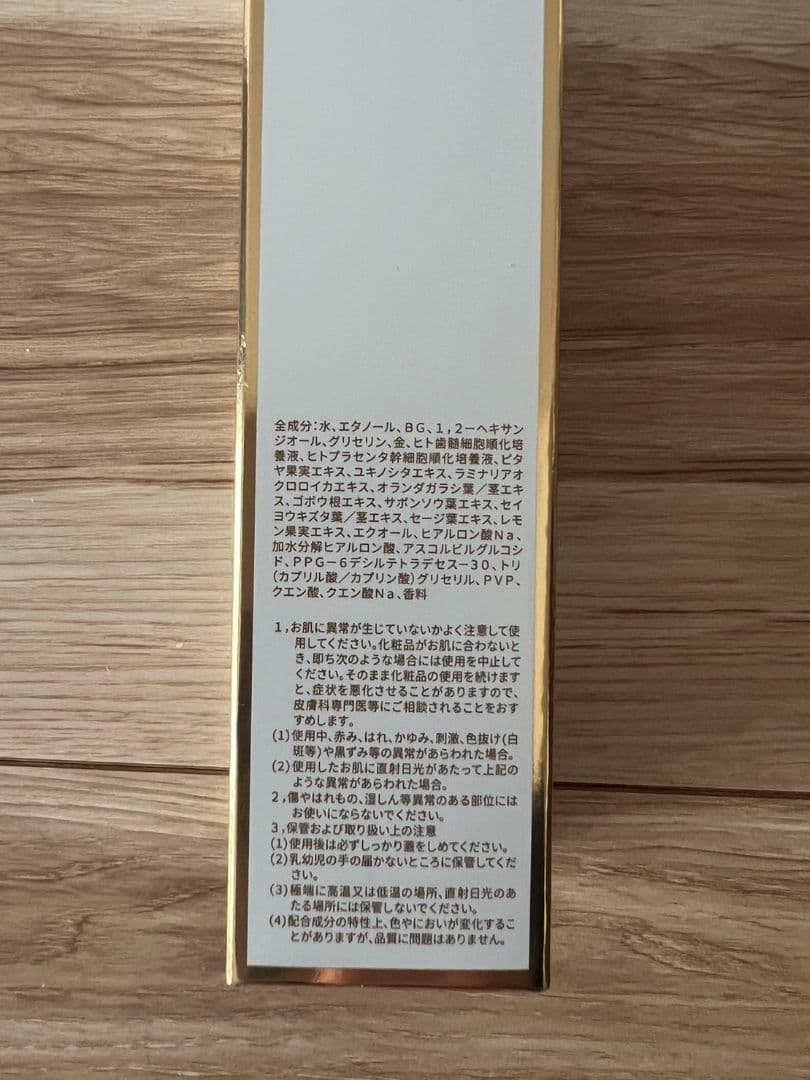 全成分:水、エタノール、BG、1,2-ヘキサン
ジオール、グリセリン、金、ヒト歯髄細胞順化培
養液、ヒトプラセンタ幹細胞順化培養液、ピタ
ヤ果実エキス、ユキノシタエキス、ラミナリアオ
クロロイカエキス、オランダガラシ葉/茎エキ
ス、ゴボウ根エキス、サボンソウ葉エキス、セイ
ヨウキズタ葉/茎エキス、セージ葉エキス、レモ
ン果実エキス、エクオール、ヒアルロン酸Na、
加水分解ヒアルロン酸、アスコルビルグルコシ
ド、PPG-6デシルテトラデセス-30、トリ
(カプリル酸/カプリン酸)グリセリル、PVP、
クエン酸、クエン酸Na、香料
1,お肌に異常が生じていないかよく注意して使
用してください。化粧品がお肌に合わないと
き、即ち次のような場合には使用を中止して
ください。そのまま化粧品の使用を続けます
と、症状を悪化させることがありますので、
皮膚科専門医等にご相談されることをおす
すめします。
(1)使用中、赤み、はれ、かゆみ、刺激、色抜け(白
斑等)や黒ずみ等の異常があらわれた場合。
(2)使用したお肌に直射日光があたって上記の
ような異常があらわれた場合。
2,傷やはれもの、湿しん等異常のある部位には
お使いにならないでください。
3,保管および取り扱い上の注意
(1)使用後は必ずしっかり蓋をしめてください。
(2)乳幼児の手の届かないところに保管してくだ
さい。
(3)極端に高温又は低温の場所、直射日光のあ
たる場所には保管しないでください。
(4)配合成分の特性上、色やにおいが変化するこ
とがありますが、品質に問題はありません。